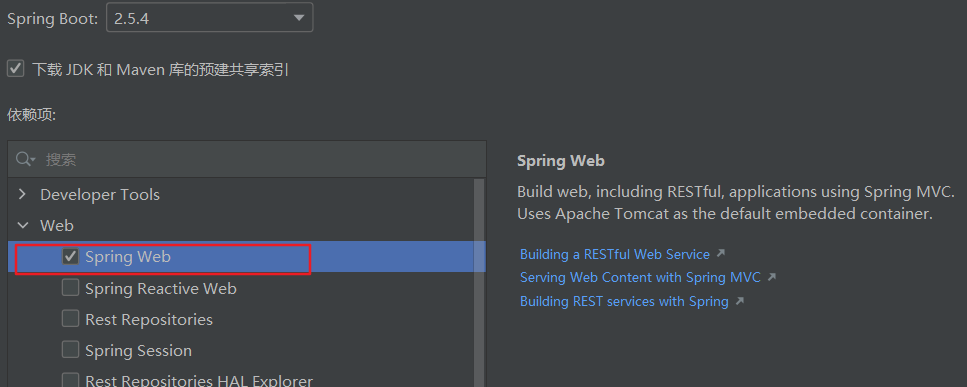 Spring Boot: 2.5.4
下载 JDK 和 Maven 库的预建共享索引
依赖项:
搜索
Developer Tools
Web
Spring Web
Spring Reactive Web
Rest Repositories
Spring Session
Rest Repositories HAL Explorer
Spring Web
Build web, including RESTful, applications using Spring MVC.
Uses Apache Tomcat as the default embedded container.
Building a RESTful Web Service
Serving Web Content with Spring MVC
Building REST services with Spring